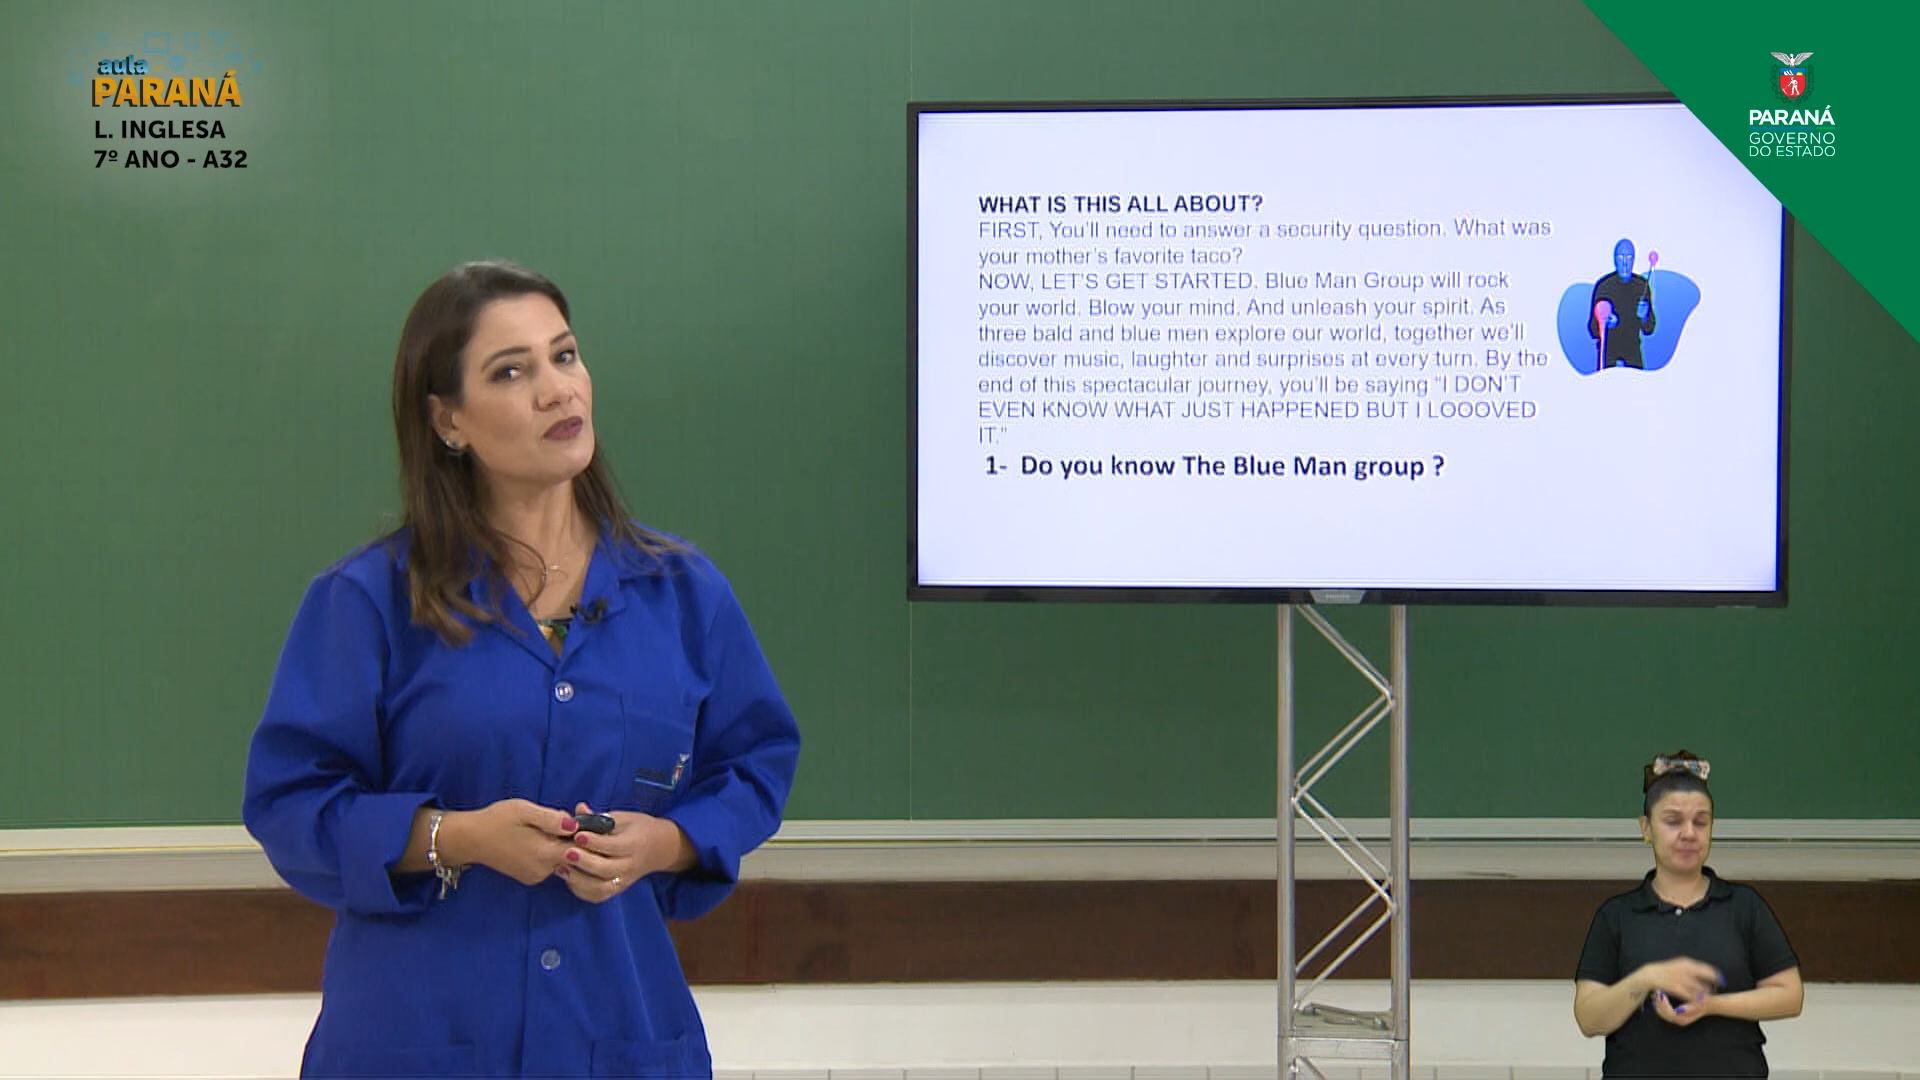 aula
PARANÁ
L. INGLESA
7º ANO - A32
PARANÁ
GOVERNO
DO ESTADO
WHAT IS THIS ALL ABOUT?
FIRST, You'll need to answer a security question. What was
your mother's favorite taco?
NOW, LET'S GET STARTED. Blue Man Group will rock
your world. Blow your mind. And unleash your spirit. As
three bald and blue men explore our world, together we'll
discover music, laughter and surprises at every turn. By the
end of this spectacular journey, you'll be saying "I DON'T
EVEN KNOW WHAT JUST HAPPENED BUT I LOOOVED
IT."
1- Do you know The Blue Man group ?